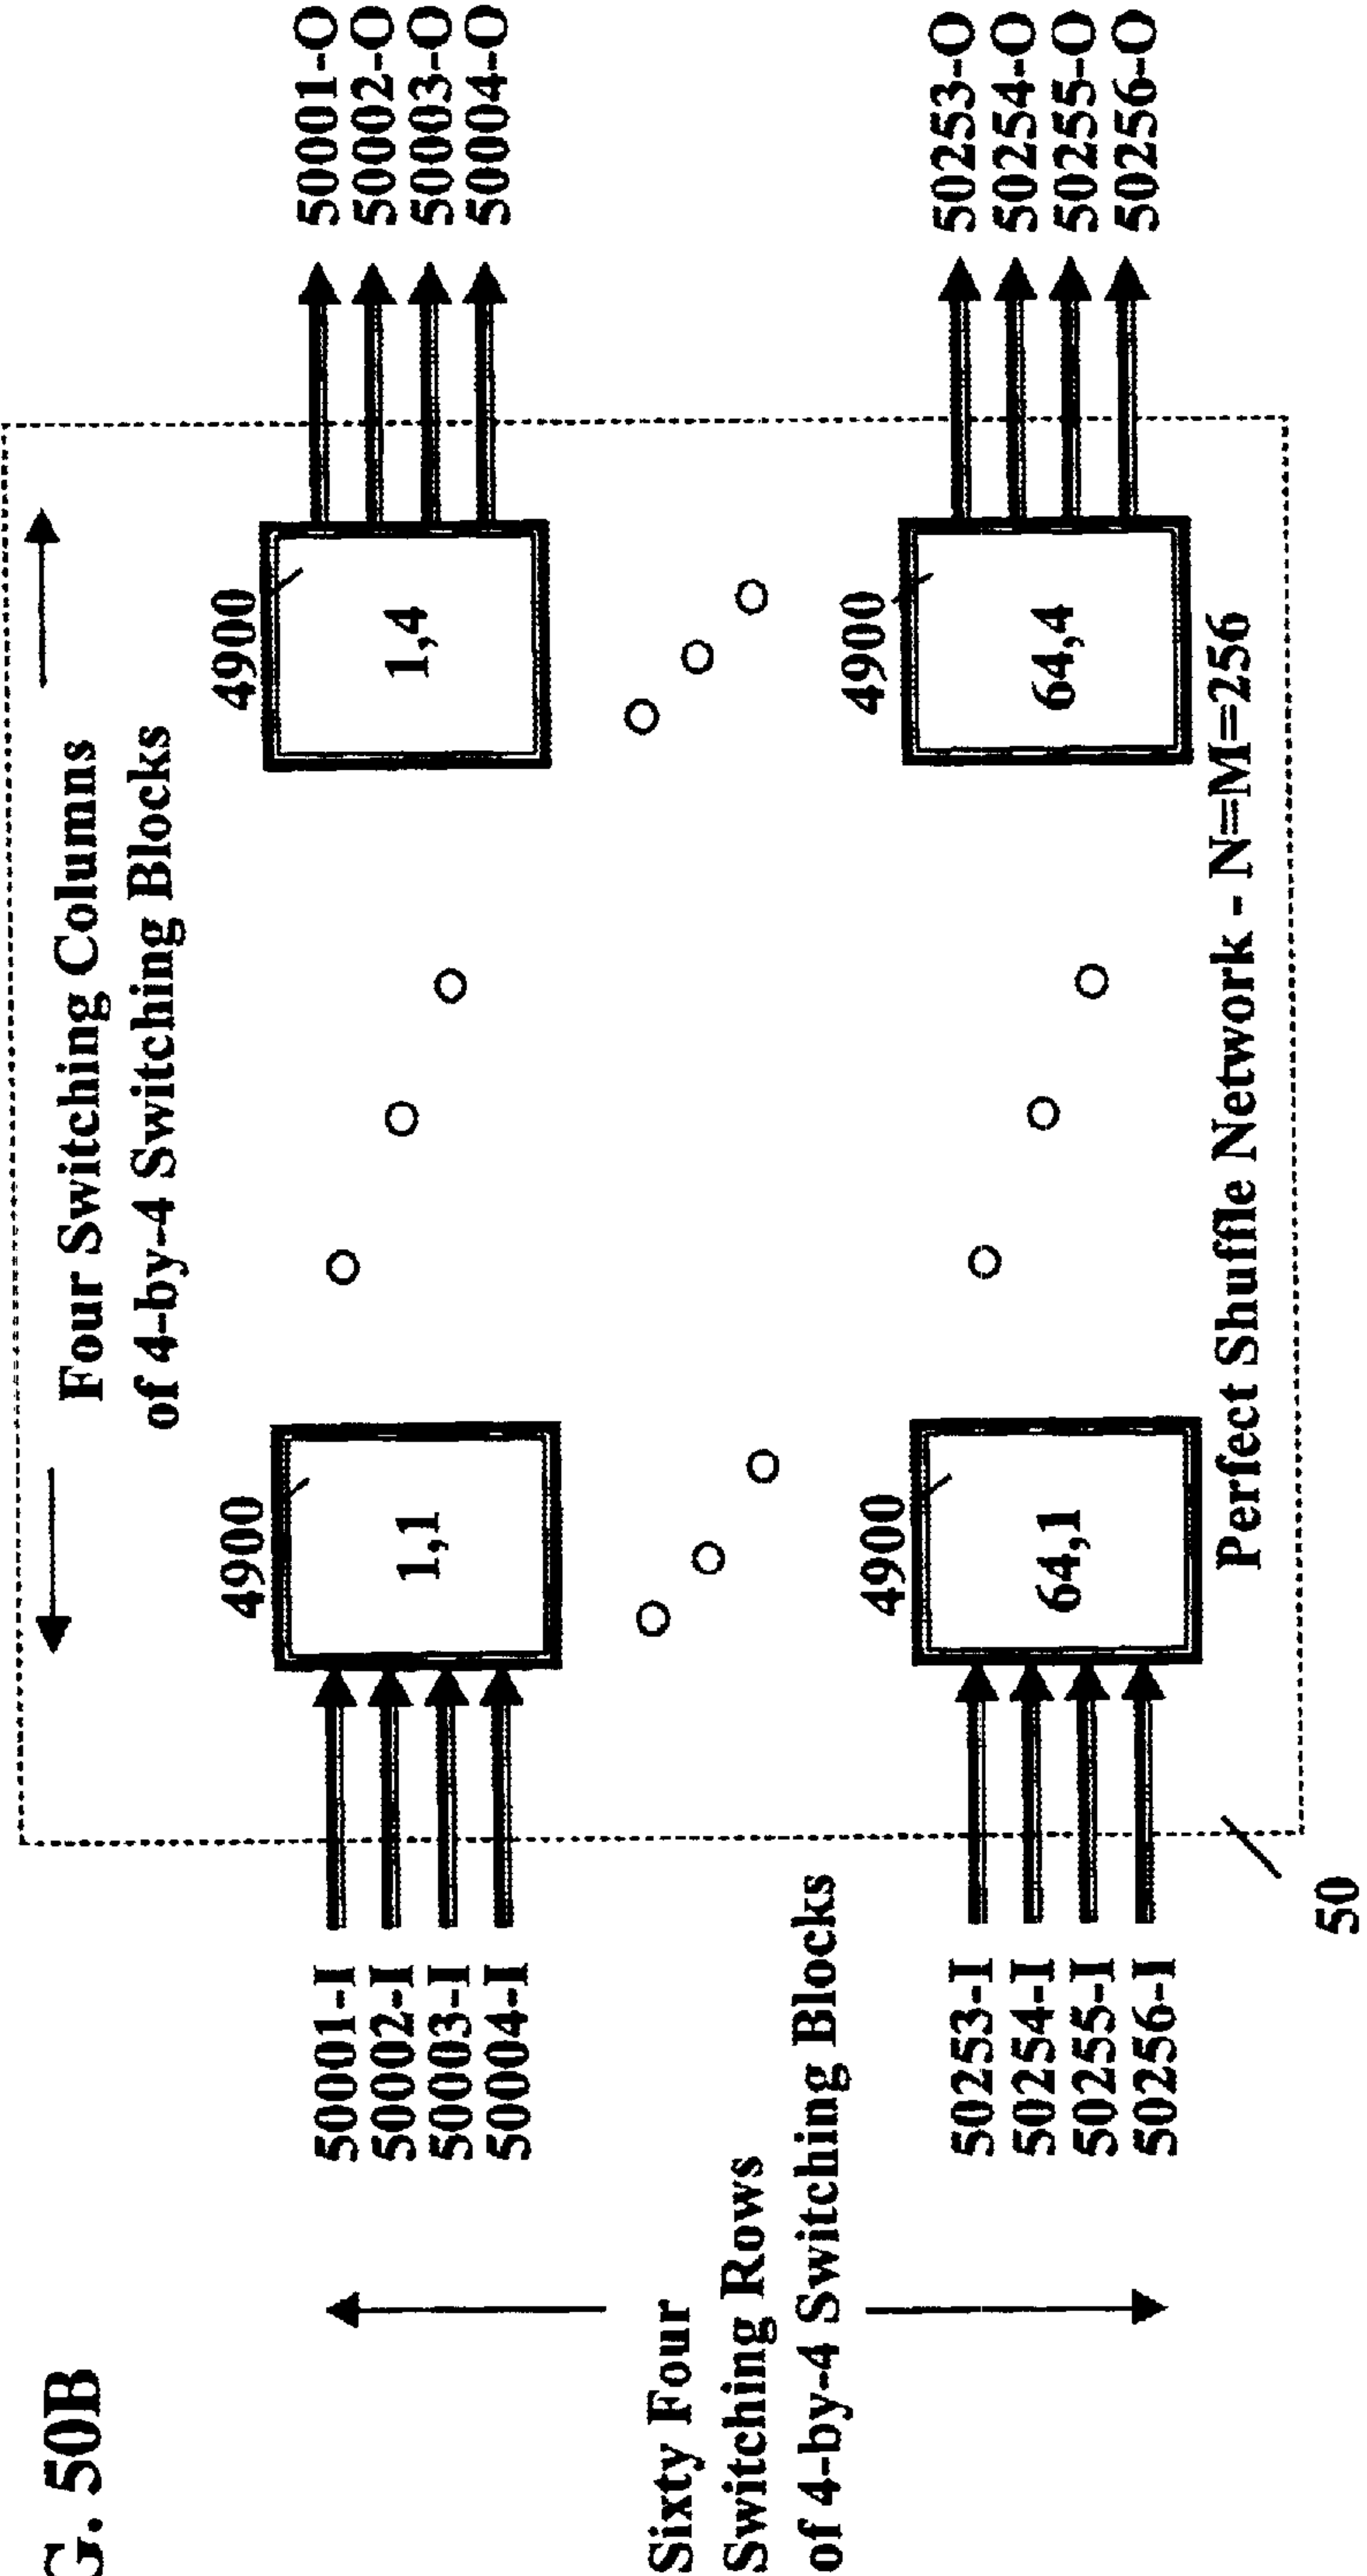 G. 50B
Four Switching Columns
of 4-by-4 Switching Blocks
Sixty Four
Switching Rows
of 4-by-4 Switching Blocks
50001-I
50002-I
50003-I
50004-I
4900
1,1
4900
1,4
50001-O
50002-O
50003-O
50004-O
50253-I
50254-I
50255-I
50256-I
4900
64,1
4900
64,4
50253-O
50254-O
50255-O
50256-O
Perfect Shuffle Network - N=M=256
50